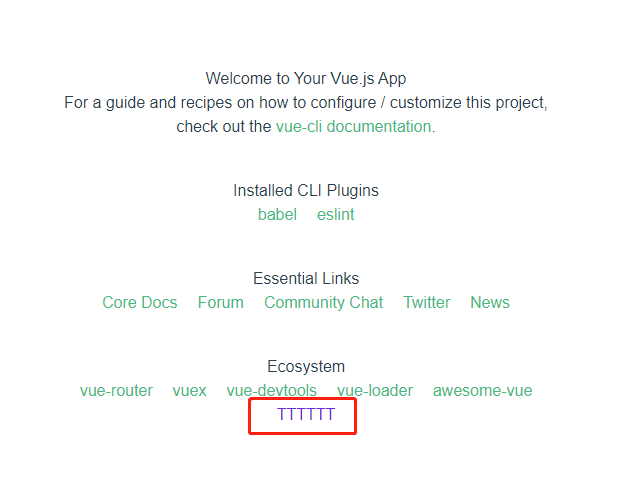 Welcome to Your Vue.js App
For a guide and recipes on how to configure / customize this project,
check out the vue-cli documentation.
Installed CLI Plugins
babel eslint
Essential Links
Core Docs Forum Community Chat Twitter News
Ecosystem
vue-router vuex vue-devtools vue-loader awesome-vue
TTTTTT